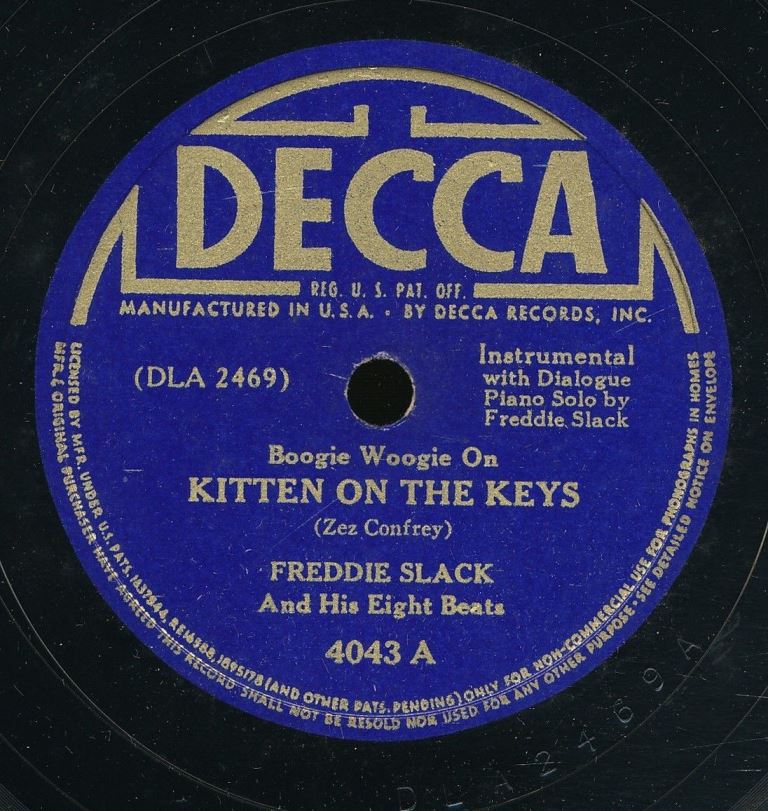 DECCA
REG. U. S. PAT. OFF.
MANUFACTURED IN U.S.A. • BY DECCA RECORDS, INC.
(DLA 2469)
Instrumental
with Dialogue
Piano Solo by
Freddie Slack
Boogie Woogie On
KITTEN ON THE KEYS
(Zez Confrey)
FREDDIE SLACK
And His Eight Beats
4043 A
LICENSED BY MFR. UNDER U.S. PATS. 1637544, RE16588, 1895178 (AND OTHER PATS. PENDING) ONLY FOR NON-COMMERCIAL USE FOR PHONOGRAPHS IN HOMES
MFR. & ORIGINAL PURCHASER HAVE AGREED THIS RECORD SHALL NOT BE RESOLD NOR USED FOR ANY OTHER PURPOSE • SEE DETAILED NOTICE ON ENVELOPE
DLA2469A